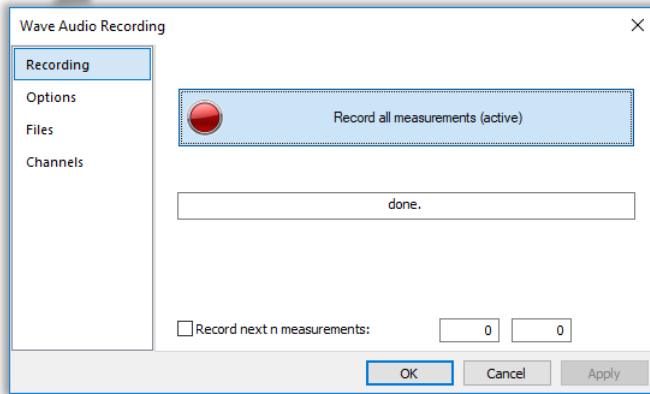 Wave Audio Recording
Recording
Options
Files
Channels
Record all measurements (active)
done.
Record next n measurements: 0 0
OK Cancel Apply